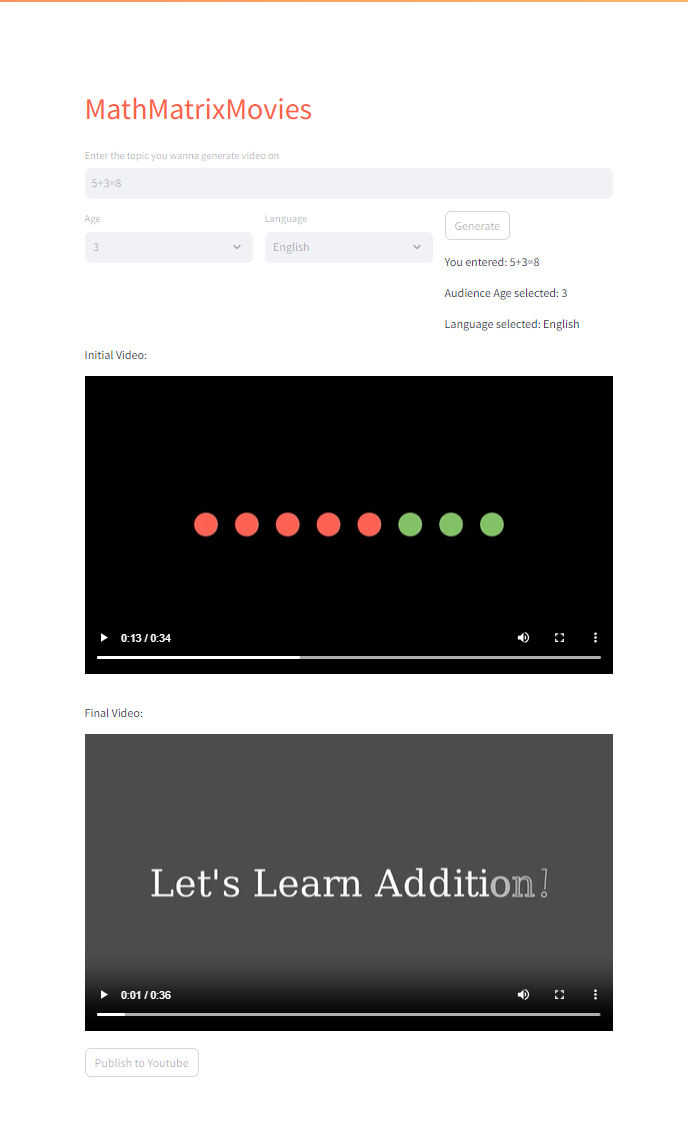 MathMatrixMovies
Enter the topic you wanna generate video on
5+3=8
Age
Language
3
English
Generate
You entered: 5+3=8
Audience Age selected: 3
Language selected: English
Initial Video:
0:13 / 0:34
Final Video:
Let's Learn Addition!
0:01 / 0:36
Publish to Youtube